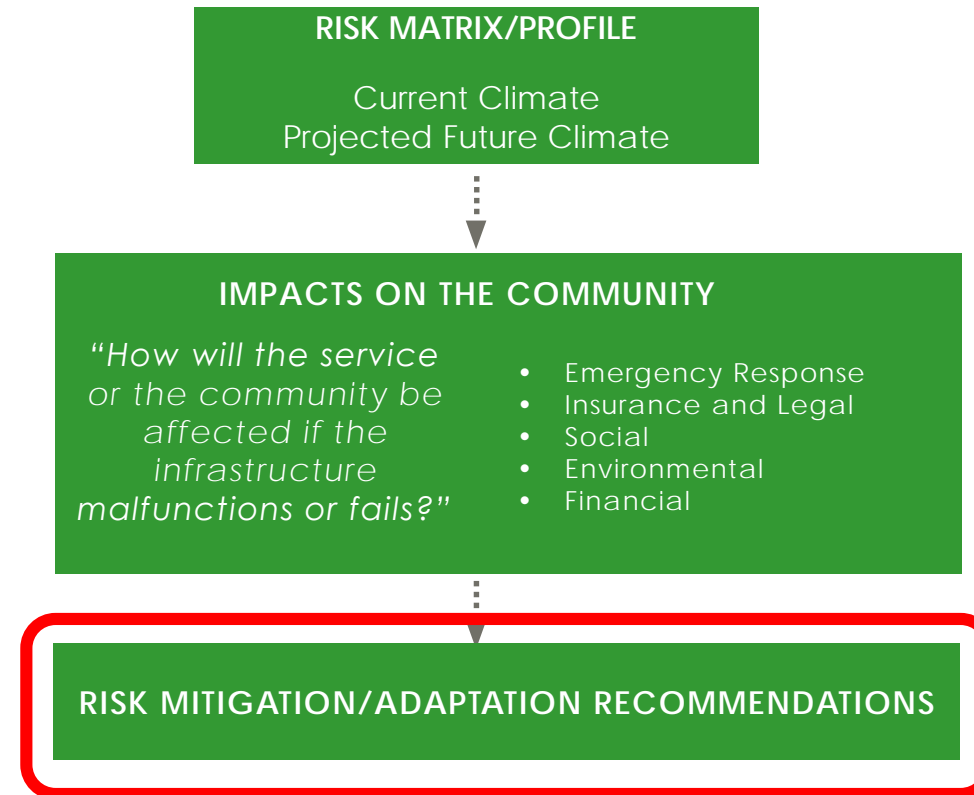 RISK MATRIX/PROFILE
Current Climate
Projected Future Climate
IMPACTS ON THE COMMUNITY
“How will the service
or the community be
affected if the
infrastructure
malfunctions or fails?”
• Emergency Response
• Insurance and Legal
• Social
• Environmental
• Financial
RISK MITIGATION/ADAPTATION RECOMMENDATIONS